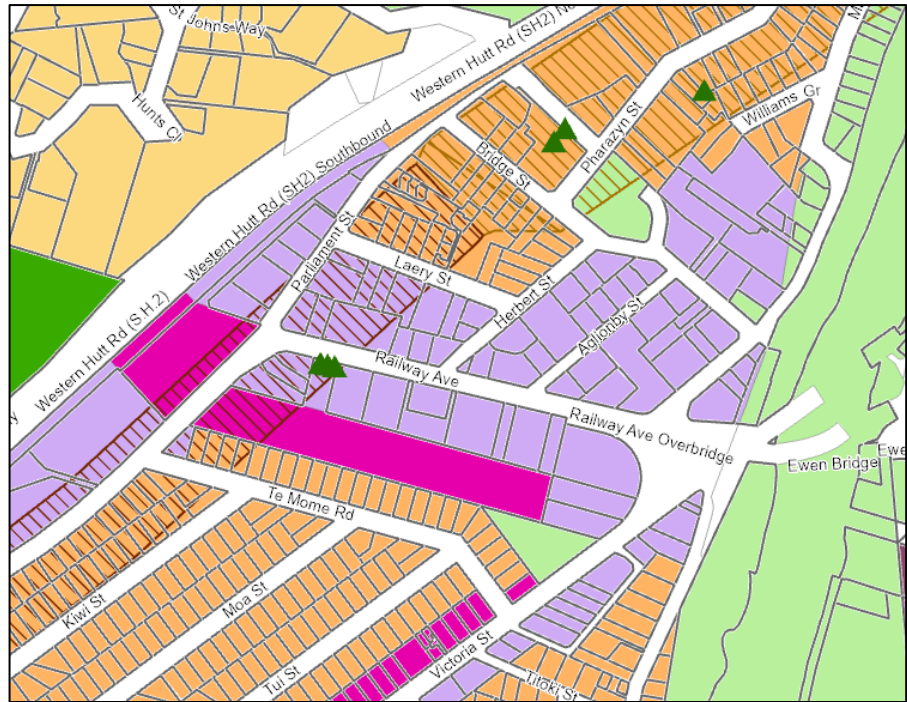 St Johns Way
Western Hutt Rd (SH2) No
M
Hunts Cl
Williams Gr
Pharazyn St
Bridge St
Western Hutt Rd (SH2) Southbound
Parliament St
Laery St
Herbert St
Aglionby St
Western Hutt Rd (S.H.2)
Railway Ave
Railway Ave Overbridge
y
Ewen Bridge
Ewe
Te Mome Rd
Kiwi St
Moa St
Tui St
Victoria St
Titoki St